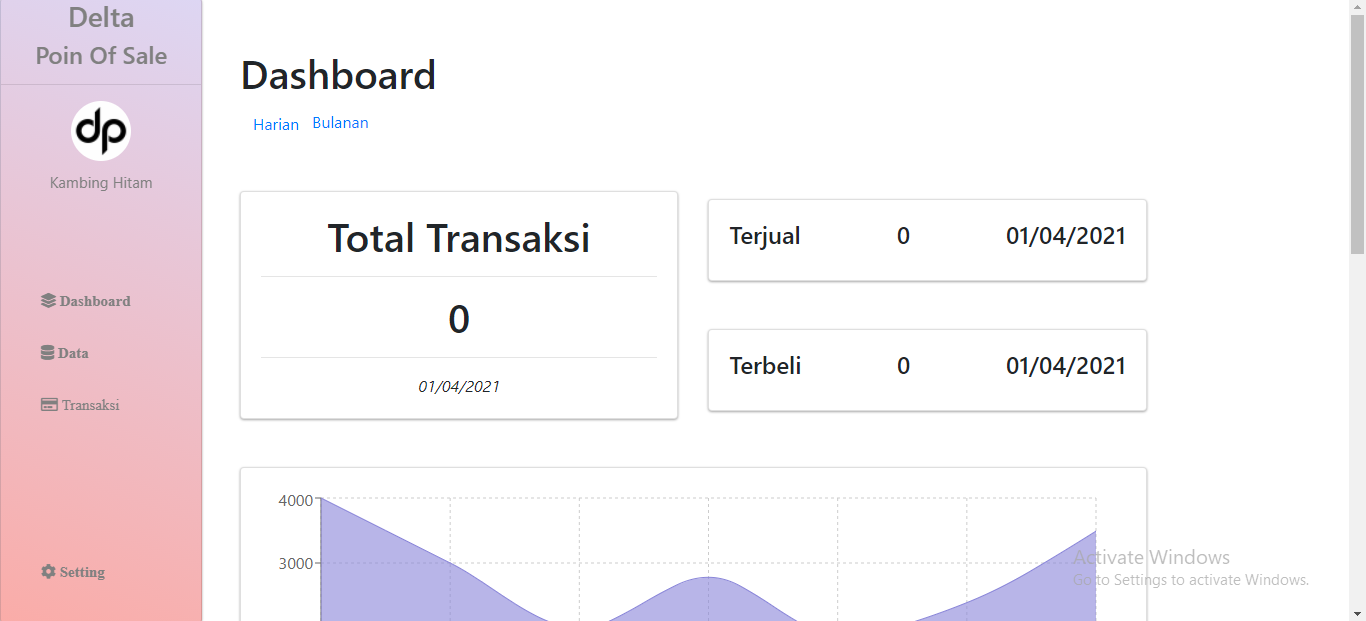 Delta
Poin Of Sale
dp
Kambing Hitam
Dashboard
Data
Transaksi
Setting
Dashboard
Harian Bulanan
Total Transaksi
0
01/04/2021
Terjual 0 01/04/2021
Terbeli 0 01/04/2021
4000
3000
Activate Windows
Go to Settings to activate Windows.